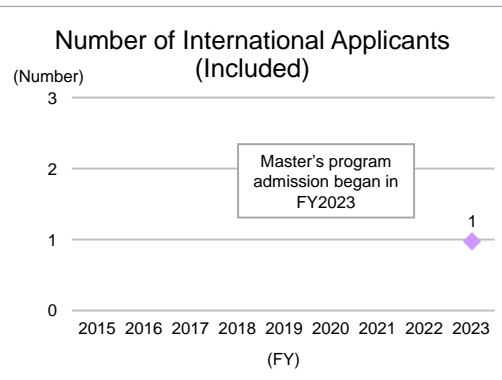 Number of International Applicants
(Included)
(Number)
3
2
1
0
Master's program
admission began in
FY2023
1
2015 2016 2017 2018 2019 2020 2021 2022 2023
(FY)